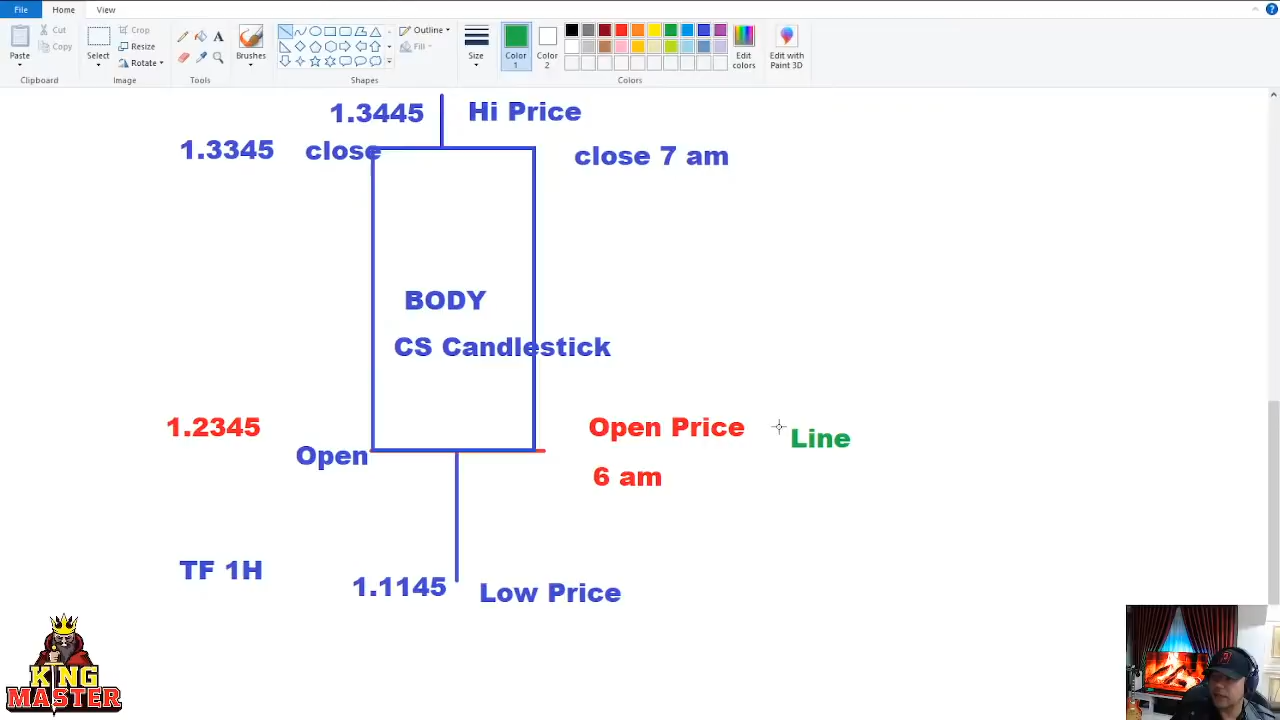 File
Home
View
Paste
Cut
Copy
Clipboard
Select
Crop
Resize
Rotate
Image
Tools
Brushes
Outline
Fill
Shapes
Size
Color
1
Color
2
Edit
colors
Edit with
Paint 3D
Colors
1.3445 Hi Price
1.3345 close close 7 am
BODY
CS Candlestick
1.2345 Open Price Line
Open
6 am
TF 1H
1.1145 Low Price
KING
MASTER